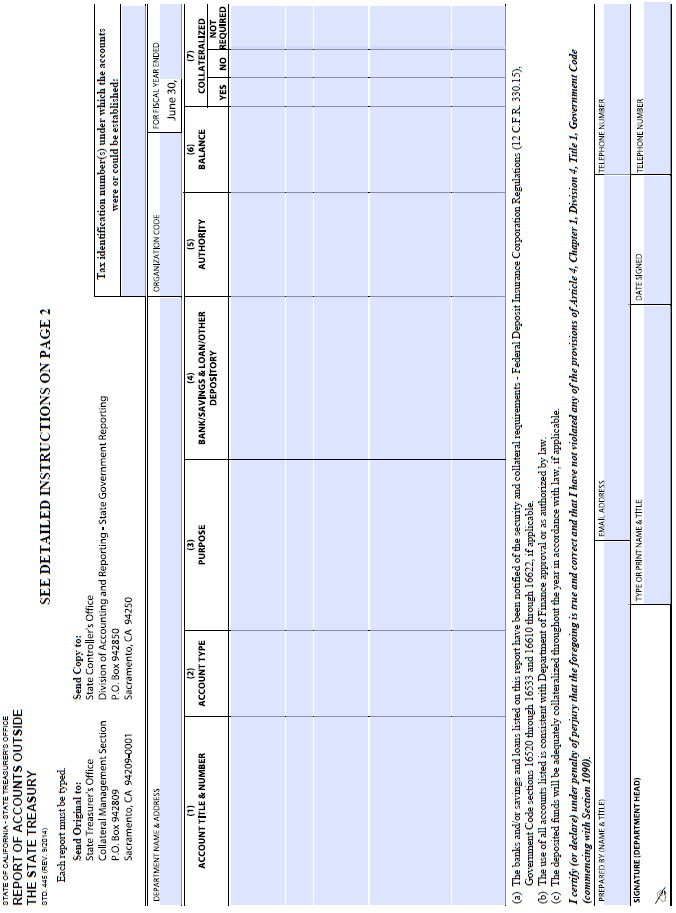 STATE OF CALIFORNIA - STATE TREASURER'S OFFICE
REPORT OF ACCOUNTS OUTSIDE
THE STATE TREASURY
STD. 445 (REV. 9/2014)
SEE DETAILED INSTRUCTIONS ON PAGE 2
Each report must be typed.
Send Original to:
State Treasurer's Office
Collateral Management Section
P.O. Box 942809
Sacramento, CA 94209-0001
Send Copy to:
State Controller's Office
Division of Accounting and Reporting - State Government Reporting
P.O. Box 942850
Sacramento, CA 94250
Tax identification number(s) under which the accounts
were or could be established:
DEPARTMENT NAME & ADDRESS
ORGANIZATION CODE
FOR FISCAL YEAR ENDED
June 30,
(1)
ACCOUNT TITLE & NUMBER
(2)
ACCOUNT TYPE
(3)
PURPOSE
(4)
BANK/SAVINGS & LOAN/OTHER
DEPOSITORY
(5)
AUTHORITY
(6)
BALANCE
(7)
COLLATERALIZED
YES
NO
NOT
REQUIRED
(a) The banks and/or savings and loans listed on this report have been notified of the security and collateral requirements - Federal Deposit Insurance Corporation Regulations (12 C.F.R. 330.15),
Government Code sections 16520 through 16533 and 16610 through 16622, if applicable.
(b) The use of all accounts listed is consistent with Department of Finance approval or as authorized by law.
(c) The deposited funds will be adequately collateralized throughout the year in accordance with law, if applicable.
I certify (or declare) under penalty of perjury that the foregoing is true and correct and that I have not violated any of the provisions of Article 4, Chapter 1, Division 4, Title 1, Government Code
(commencing with Section 1090).
PREPARED BY (NAME & TITLE)
EMAIL ADDRESS
TELEPHONE NUMBER
SIGNATURE (DEPARTMENT HEAD)
TYPE OR PRINT NAME & TITLE
DATE SIGNED
TELEPHONE NUMBER